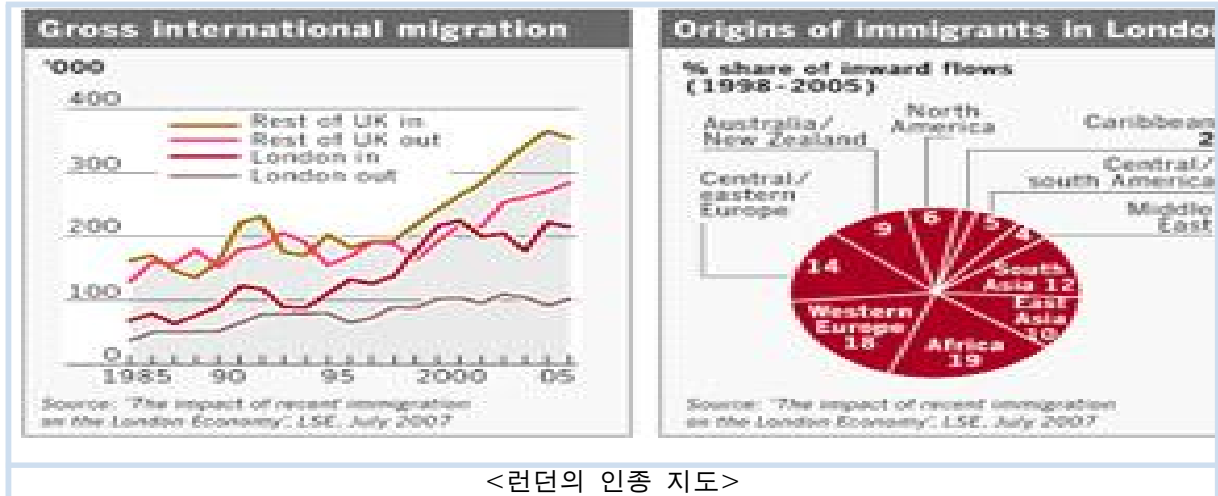 Gross international migration
'000
400
Rest of UK in
Rest of UK out
300
London in
London out
200
100
0
1985 90 95 2000 05
Source: 'The impact of recent immigration
on the London Economy', LSE, July 2007
Origins of immigrants in Londo
% share of inward flows
(1998-2005)
North
America
Australia/
New Zealand
Caribbean
2
Central/
south America
Central/
eastern
Europe
Middle
East
6
5
4
9
14
South
Asia 12
East
Asia
10
Western
Europe
18
Africa
19
Source: 'The impact of recent immigration
on the London Economy', LSE, July 2007
<런던의 인종 지도>